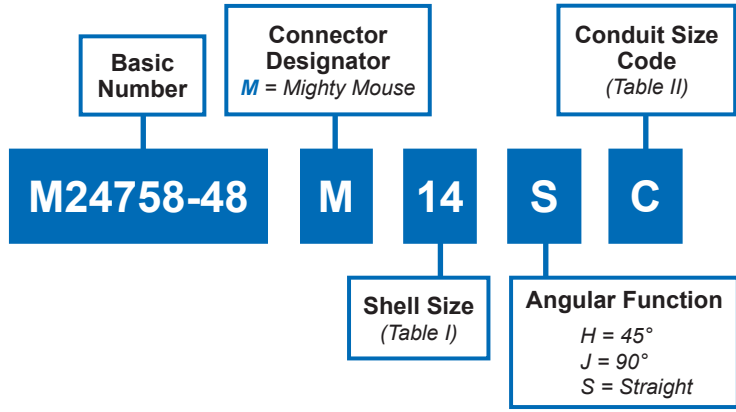 Basic
Number
Connector
Designator
M = Mighty Mouse
Conduit Size
Code
(Table II)
M24758-48
M
14
S
C
Shell Size
(Table I)
Angular Function
H = 45°
J = 90°
S = Straight